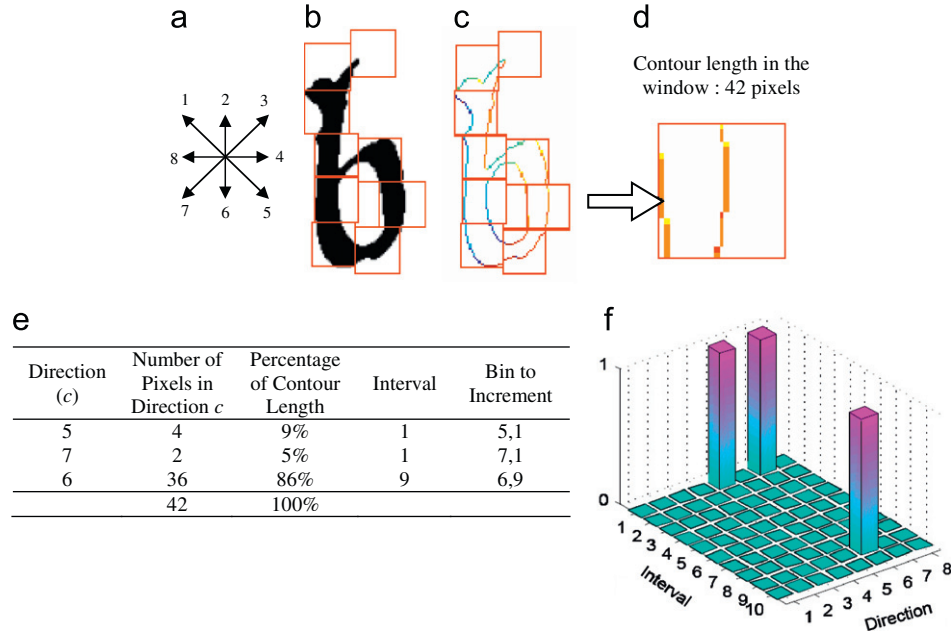 a
b
c
d
1 2 3
8 4
7 6 5
Contour length in the
window : 42 pixels
e
Direction
(c)
Number of
Pixels in
Direction c
Percentage
of Contour
Length
Interval
Bin to
Increment
5 4 9% 1 5,1
7 2 5% 1 7,1
6 36 86% 9 6,9
42 100%
f
1
0
1 2 3 4 5 6 7 8 9 10
Interval
1 2 3 4 5 6 7 8
Direction